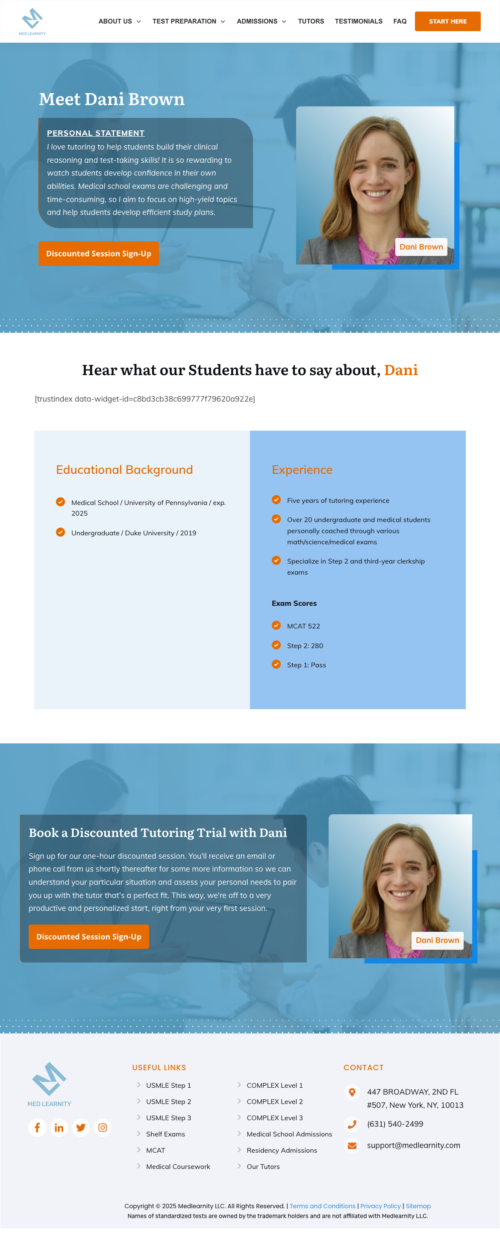 MED LEARNITY
ABOUT US
TEST PREPARATION
ADMISSIONS
TUTORS
TESTIMONIALS
FAQ
START HERE
Meet Dani Brown
PERSONAL STATEMENT
I love tutoring to help students build their clinical
reasoning and test-taking skills! It is so rewarding to
watch students develop confidence in their own
abilities. Medical school exams are challenging and
time-consuming, so I aim to focus on high-yield topics
and help students develop efficient study plans.
Discounted Session Sign-Up
Dani Brown
Hear what our Students have to say about, Dani
[trustindex data-widget-id=c8bd3cb38c699777f79620a922e]
Educational Background
Medical School / University of Pennsylvania / exp.
2025
Undergraduate / Duke University / 2019
Experience
Five years of tutoring experience
Over 20 undergraduate and medical students
personally coached through various
math/science/medical exams
Specialize in Step 2 and third-year clerkship
exams
Exam Scores
MCAT 522
Step 2: 280
Step 1: Pass
Book a Discounted Tutoring Trial with Dani
Sign up for our one-hour discounted session. You'll receive an email or
phone call from us shortly thereafter for some more information so we can
understand your particular situation and assess your personal needs to pair
you up with the tutor that's a perfect fit. This way, we're off to a very
productive and personalized start, right from your very first session.
Discounted Session Sign-Up
Dani Brown
MED LEARNITY
USEFUL LINKS
USMLE Step 1
USMLE Step 2
USMLE Step 3
Shelf Exams
MCAT
Medical Coursework
COMPLEX Level 1
COMPLEX Level 2
COMPLEX Level 3
Medical School Admissions
Residency Admissions
Our Tutors
CONTACT
447 BROADWAY, 2ND FL
#507, New York, NY, 10013
(631) 540-2499
support@medlearnity.com
Copyright © 2025 Medlearnity LLC. All Rights Reserved. | Terms and Conditions | Privacy Policy | Sitemap
Names of standardized tests are owned by the trademark holders and are not affiliated with Medlearnity LLC.